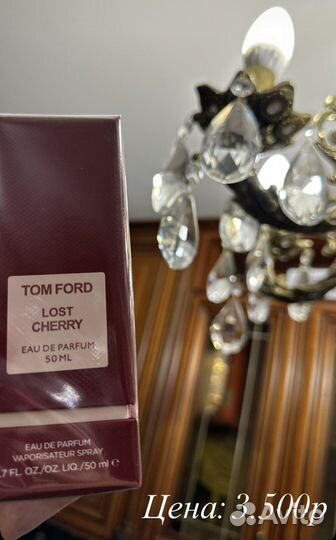 TOM FORD
LOST
CHERRY
EAU DE PARFUM
50 ML
EAU DE PARFUM
VAPORISATEUR SPRAY
.7 FL. OZ./OZ. LIQ./50 ml e
Цена: 3.500р
Avito